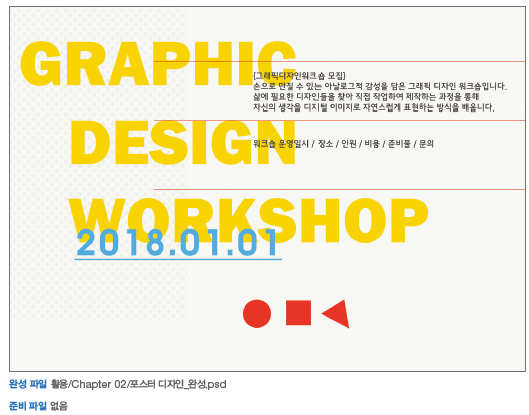 GRAPHIC
[그래픽디자인워크숍 모집]
손으로 만질 수 있는 아날로그적 감성을 담은 그래픽 디자인 워크숍입니다.
삶에 필요한 디자인들을 찾아 직접 작업하여 제작하는 과정을 통해
자신의 생각을 디지털 이미지로 자연스럽게 표현하는 방식을 배웁니다.
DESIGN
워크숍 운영일시 / 장소 / 인원 / 비용 / 준비물 / 문의
WORKSHOP
2018.01.01
완성 파일 활용/Chapter 02/포스터 디자인_완성.psd
준비 파일 없음